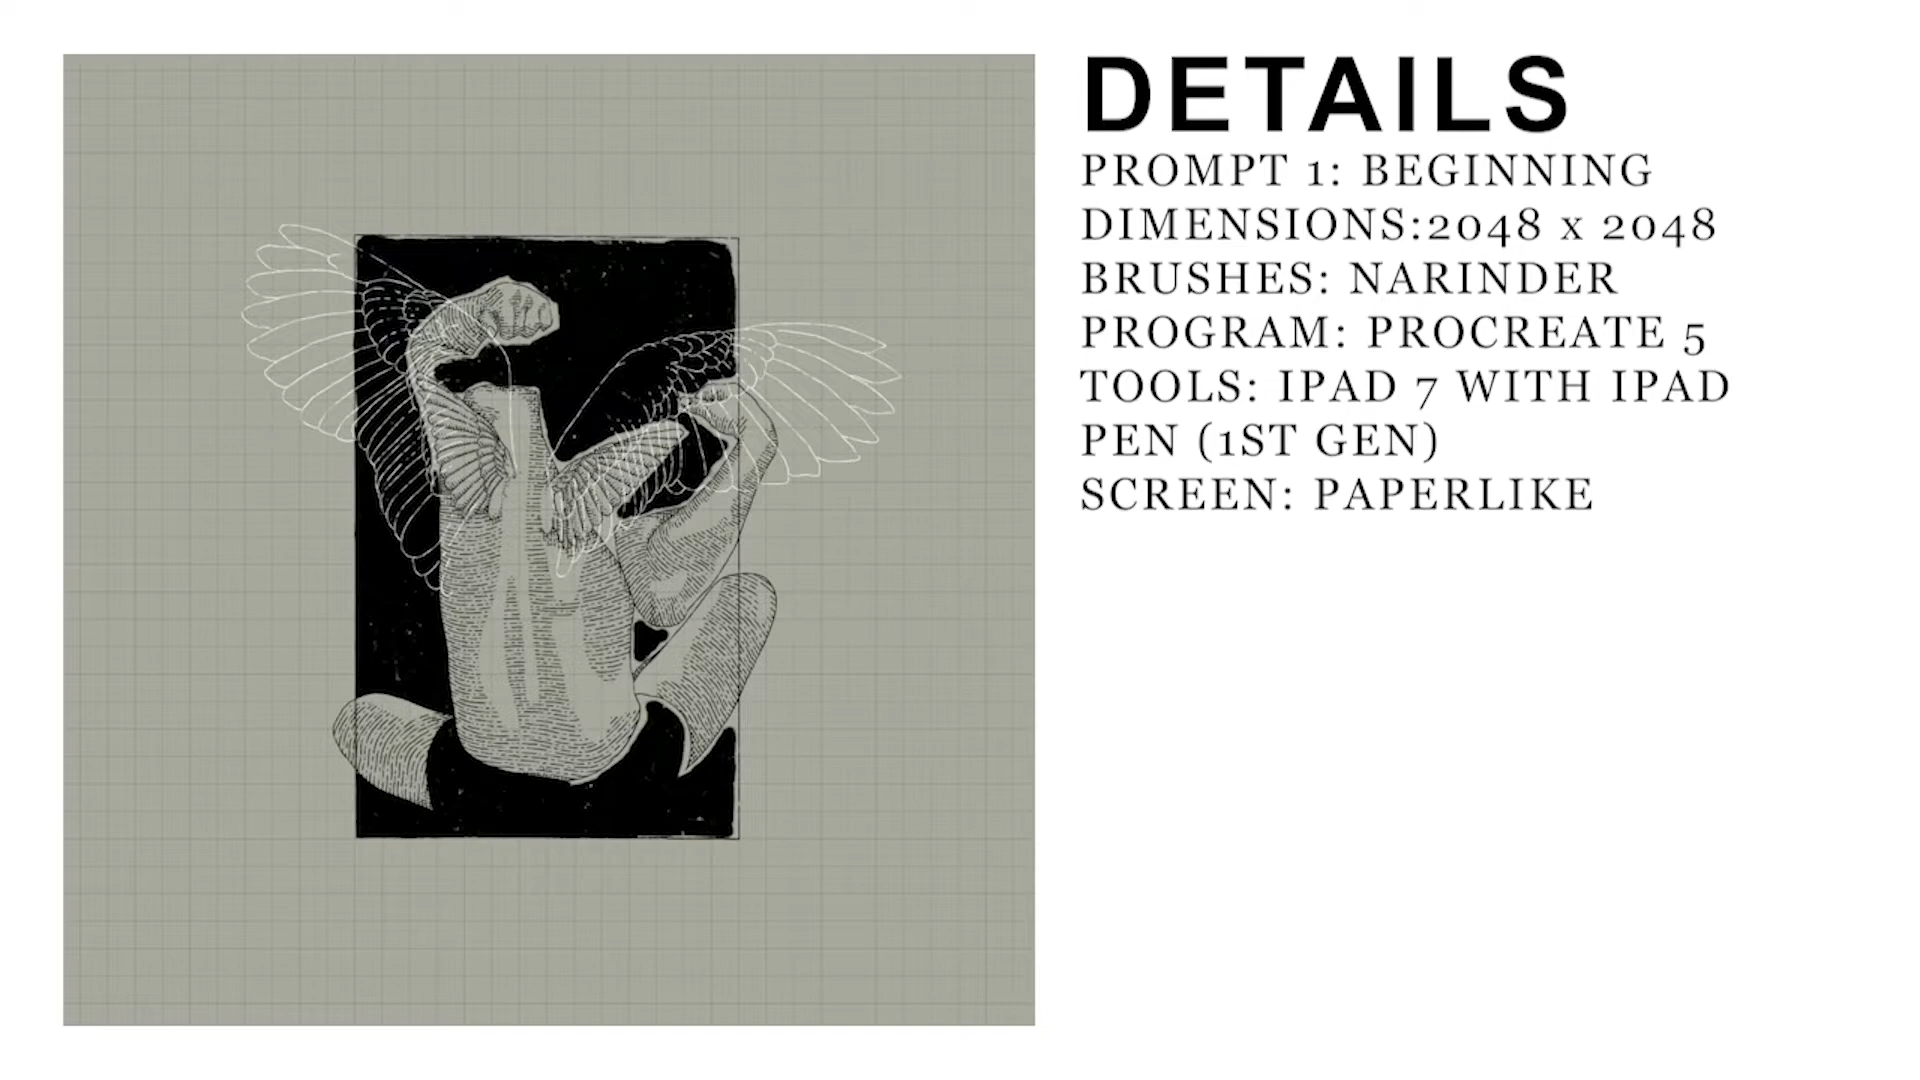 DETAILS
PROMPT 1: BEGINNING
DIMENSIONS:2048 x 2048
BRUSHES: NARINDER
PROGRAM: PROCREATE 5
TOOLS: IPAD 7 WITH IPAD
PEN (1ST GEN)
SCREEN: PAPERLIKE